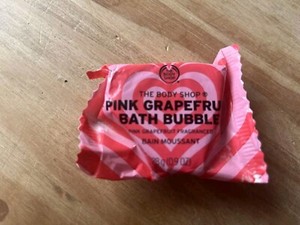 THE BODY SHOP®
PINK GRAPEFRU
BATH BUBBLE
PINK GRAPEFRUIT FRAGRANCED
BAIN MOUSSANT